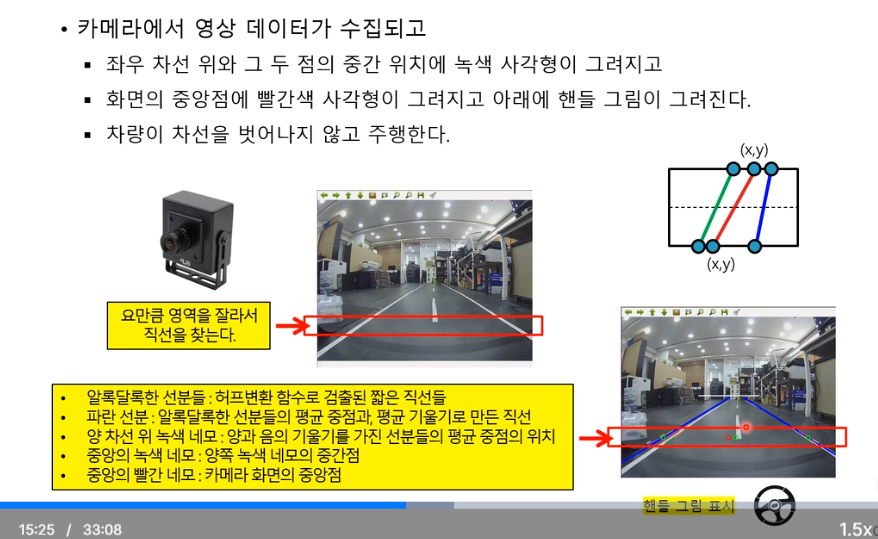 • 카메라에서 영상 데이터가 수집되고
▪ 좌우 차선 위와 그 두 점의 중간 위치에 녹색 사각형이 그려지고
▪ 화면의 중앙점에 빨간색 사각형이 그려지고 아래에 핸들 그림이 그려진다.
▪ 차량이 차선을 벗어나지 않고 주행한다.
(x,y)
(x,y)
요만큼 영역을 잘라서
직선을 찾는다.
• 알록달록한 선분들 : 허프변환 함수로 검출된 짧은 직선들
• 파란 선분 : 알록달록한 선분들의 평균 중점과, 평균 기울기로 만든 직선
• 양 차선 위 녹색 네모 : 양과 음의 기울기를 가진 선분들의 평균 중점의 위치
• 중앙의 녹색 네모 : 양쪽 녹색 네모의 중간점
• 중앙의 빨간 네모 : 카메라 화면의 중앙점
핸들 그림 표시
15:25 / 33:08
1.5x